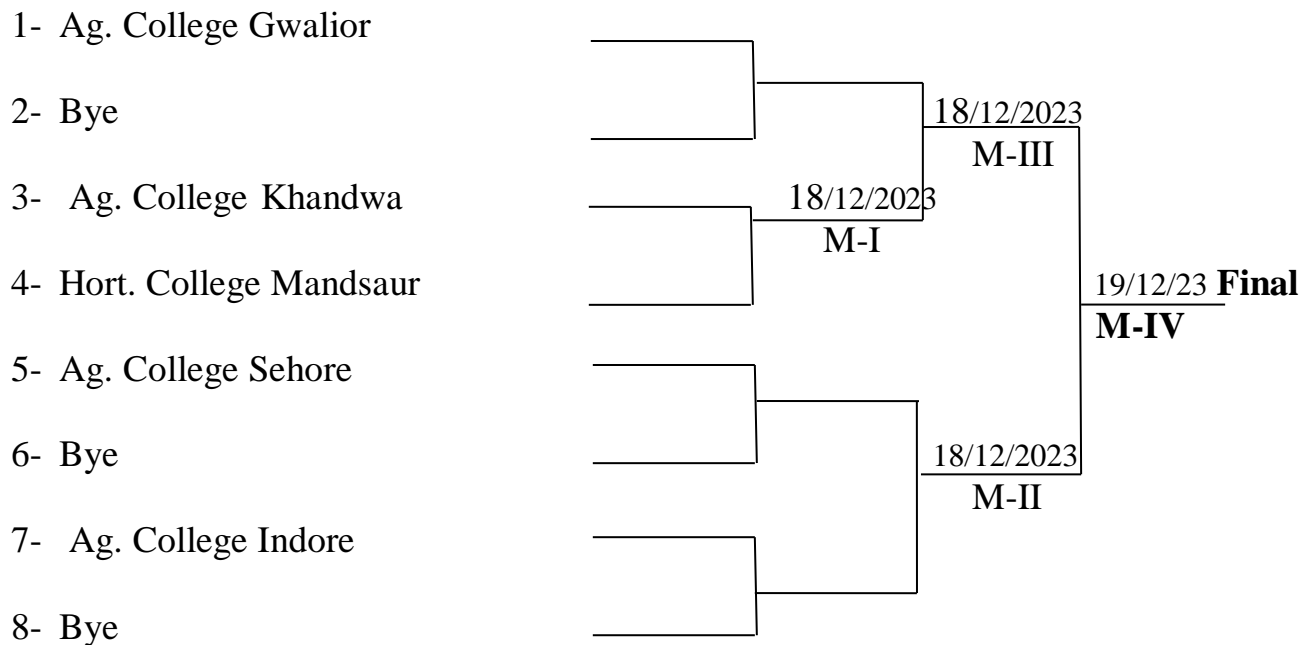 1- Ag. College Gwalior
2- Bye
18/12/2023
M-III
3- Ag. College Khandwa
18/12/2023
M-I
4- Hort. College Mandsaur
19/12/23 Final
M-IV
5- Ag. College Sehore
6- Bye
18/12/2023
M-II
7- Ag. College Indore
8- Bye